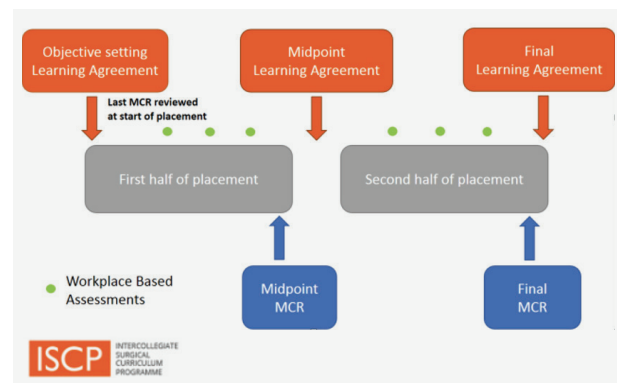 Objective setting
Learning Agreement
Midpoint
Learning Agreement
Final
Learning Agreement
Last MCR reviewed
at start of placement
First half of placement
Second half of placement
Workplace Based
Assessments
Midpoint
MCR
Final
MCR
ISCP
INTERCOLLEGIATE
SURGICAL
CURRICULUM
PROGRAMME